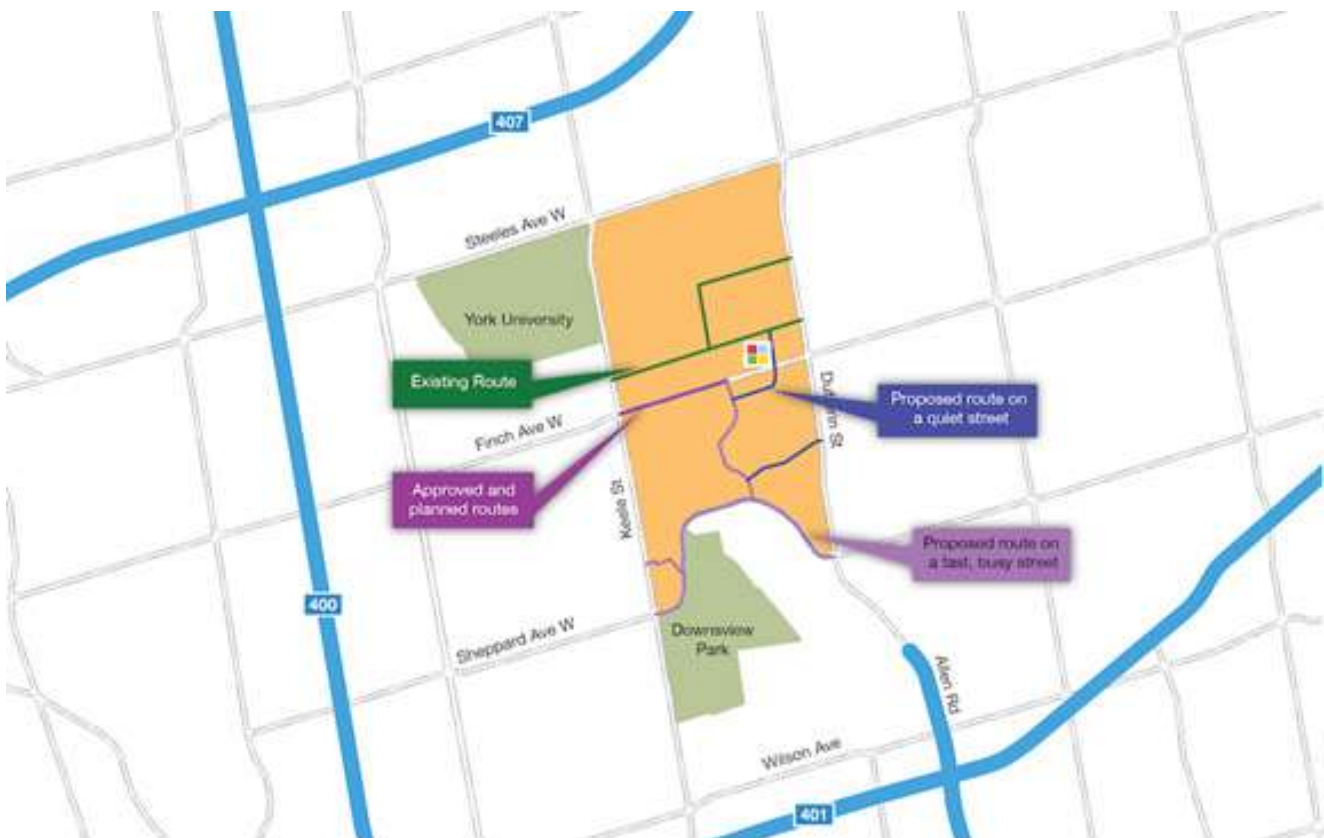 407
Steeles Ave W
York University
Existing Route
Proposed route on
a quiet street
Finch Ave W
Dufferin St
Approved and
planned routes
Keele St
Proposed route on
a fast, busy street
400
Sheppard Ave W
Downsview
Park
Allen Rd
Wilson Ave
401